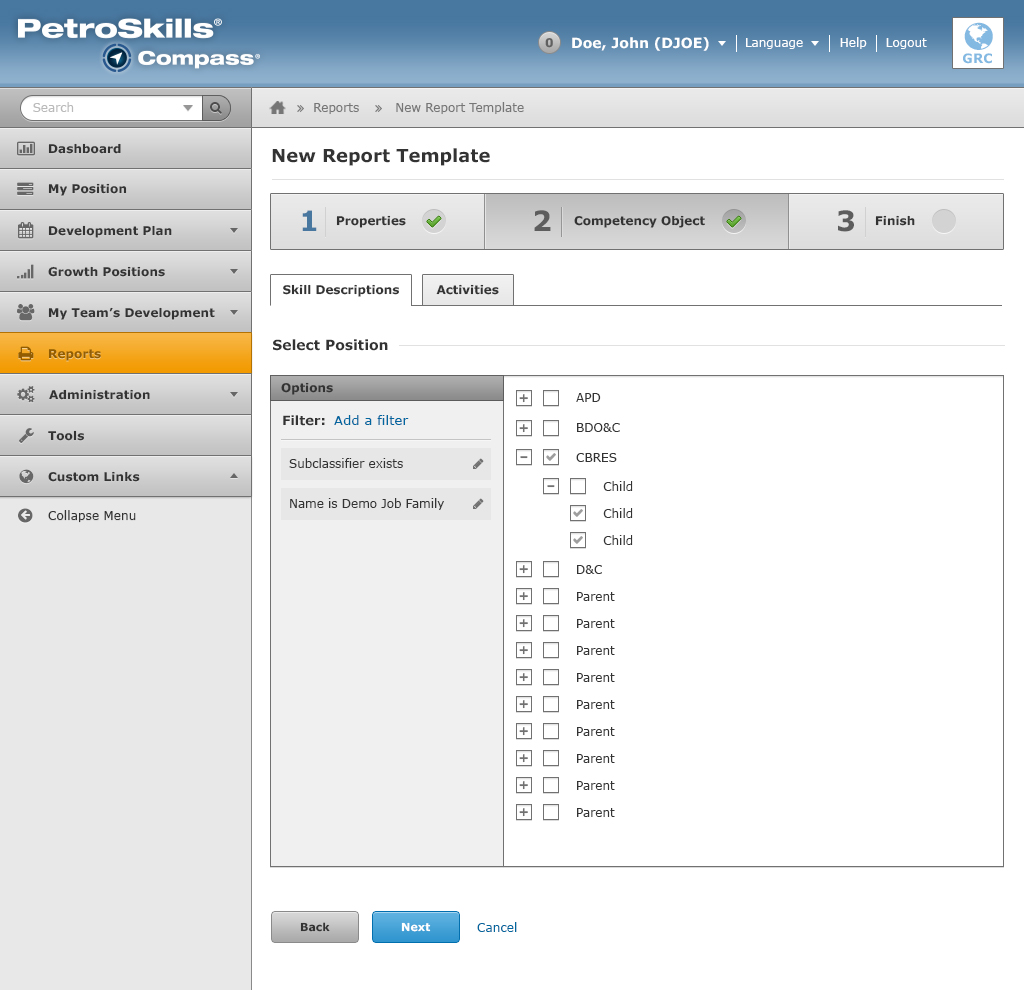 PetroSkills®
Compass®
0 Doe, John (DJOE) Language Help Logout
GRC
Search
» Reports » New Report Template
Dashboard
My Position
Development Plan
Growth Positions
My Team's Development
Reports
Administration
Tools
Custom Links
Collapse Menu
New Report Template
1 Properties 2 Competency Object 3 Finish
Skill Descriptions Activities
Select Position
Options
Filter: Add a filter
Subclassifier exists
Name is Demo Job Family
APD
BDO&C
CBRES
Child
Child
Child
D&C
Parent
Parent
Parent
Parent
Parent
Parent
Parent
Parent
Parent
Back Next Cancel